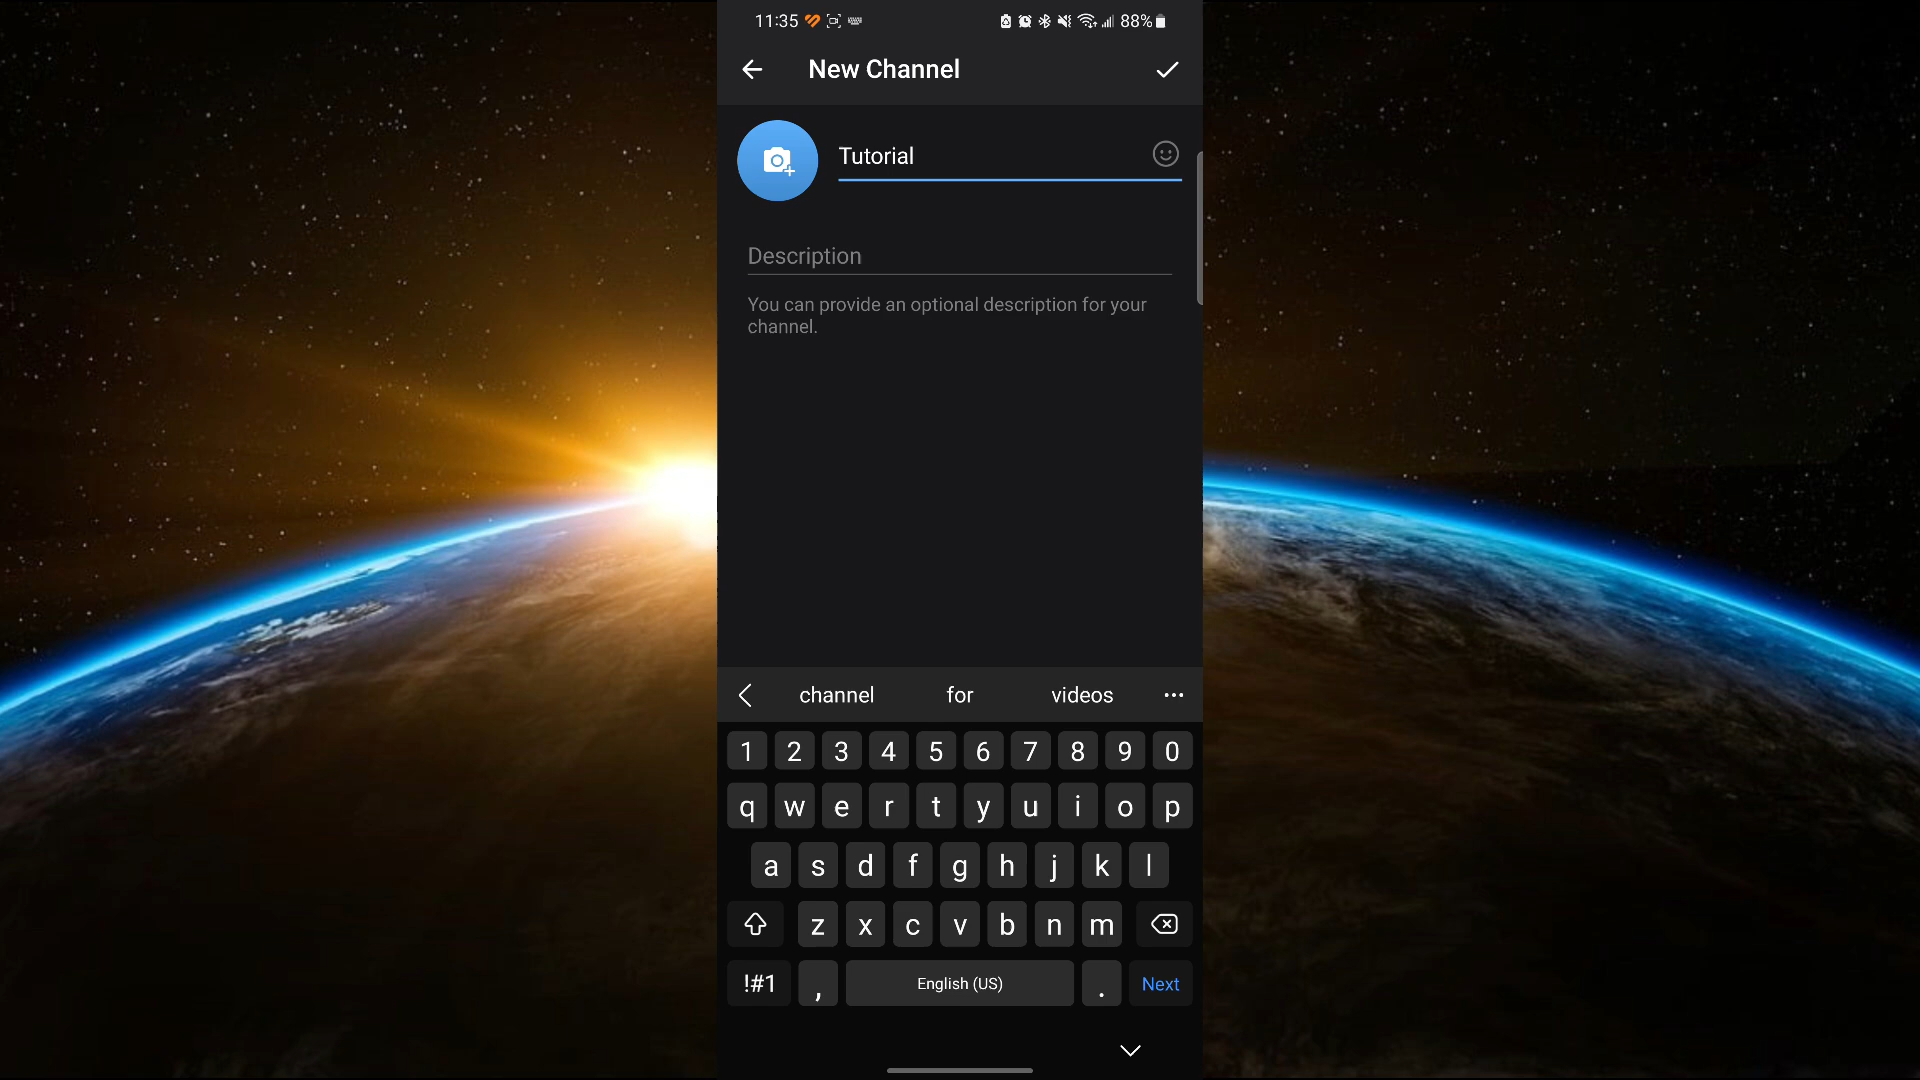 11:35 88%
New Channel
Tutorial
Description
You can provide an optional description for your
channel.
channel for videos
1 2 3 4 5 6 7 8 9 0
q w e r t y u i o p
a s d f g h j k l
z x c v b n m
!#1 , English (US) . Next